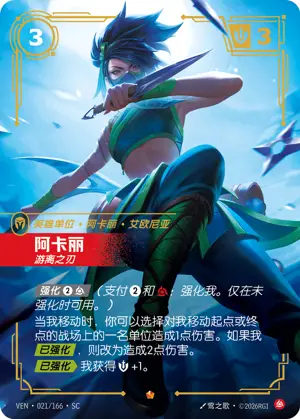 3
3
英雄单位・阿卡丽・艾欧尼亚
阿卡丽
游离之刃
强化 2 （支付 2 和 ；强化我。仅在未
强化时可用。）
当我移动时，你可以选择对我移动起点或终
点的战场上的一名单位造成1点伤害。如果我
已强化 ，则改为造成2点伤害。
已强化 我获得 +1。
VEN・021/166・SC
莺之歌 ©2026RGI